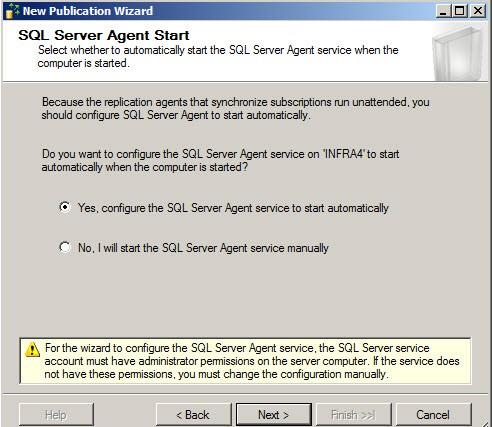 New Publication Wizard
SQL Server Agent Start
Select whether to automatically start the SQL Server Agent service when the
computer is started.
Because the replication agents that synchronize subscriptions run unattended, you
should configure SQL Server Agent to start automatically.
Do you want to configure the SQL Server Agent service on 'INFRA4' to start
automatically when the computer is started?
Yes, configure the SQL Server Agent service to start automatically
No, I will start the SQL Server Agent service manually
For the wizard to configure the SQL Server Agent service, the SQL Server service
account must have administrator permissions on the server computer. If the service does
not have these permissions, you must change the configuration manually.
Help
< Back
Next >
Finish >>|
Cancel